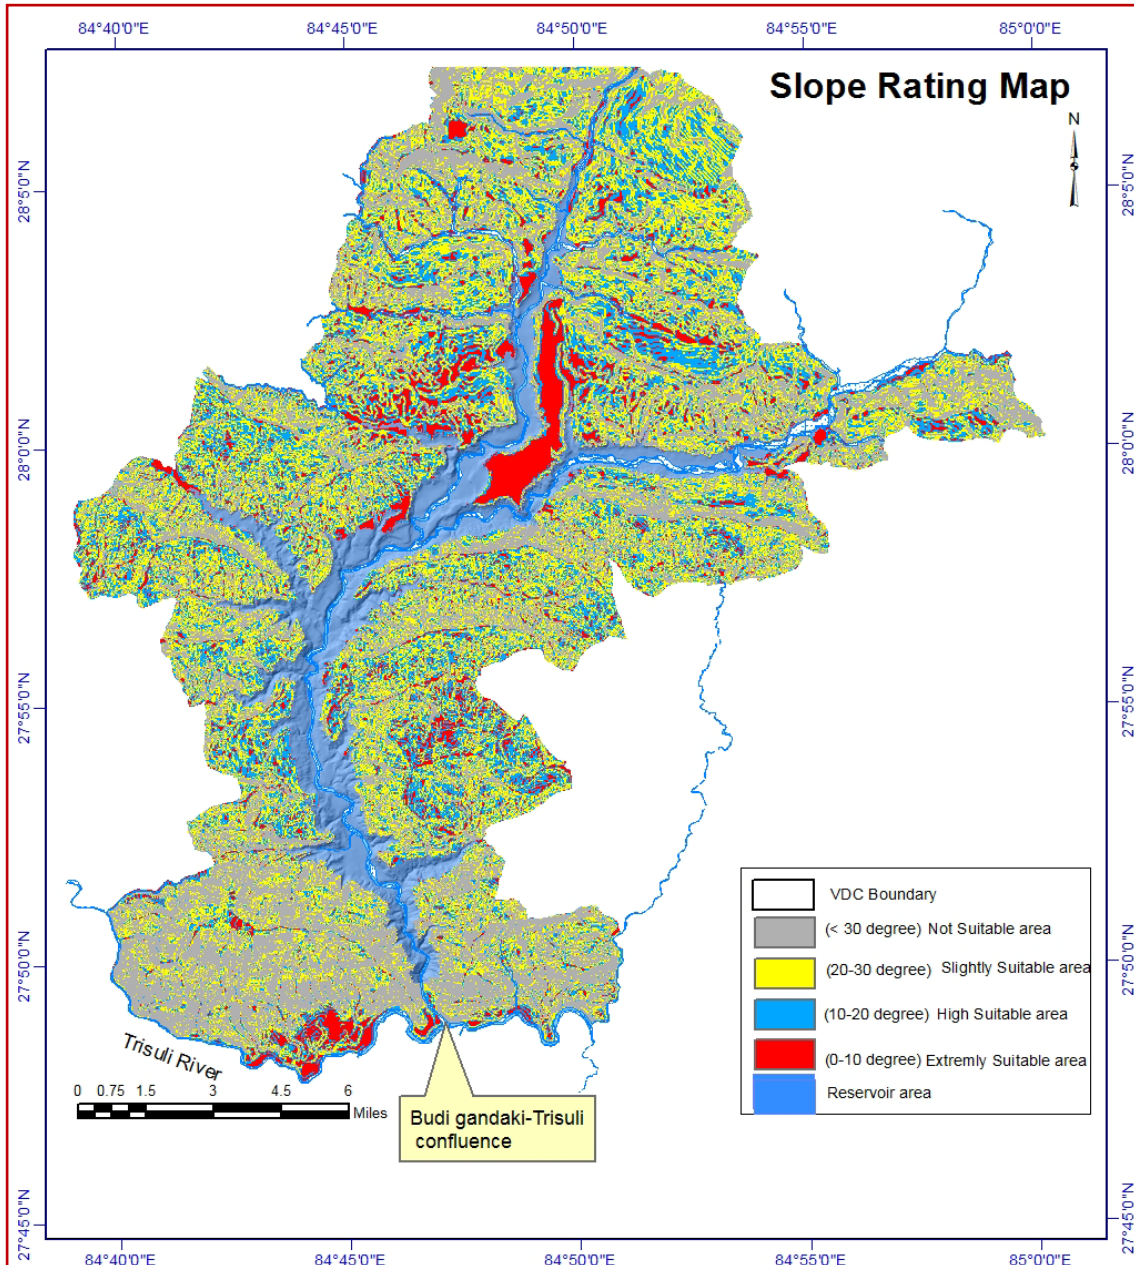 84°40'0"E 84°45'0"E 84°50'0"E 84°55'0"E 85°0'0"E
Slope Rating Map
N
28°5'0"N 28°5'0"N
28°0'0"N 28°0'0"N
27°55'0"N 27°55'0"N
27°50'0"N 27°50'0"N
27°45'0"N 27°45'0"N
VDC Boundary
(< 30 degree) Not Suitable area
(20-30 degree) Slightly Suitable area
(10-20 degree) High Suitable area
(0-10 degree) Extremly Suitable area
Reservoir area
Trisuli River
0 0.75 1.5 3 4.5 6
Miles
Budi gandaki-Trisuli
confluence
84°40'0"E 84°45'0"E 84°50'0"E 84°55'0"E 85°0'0"E